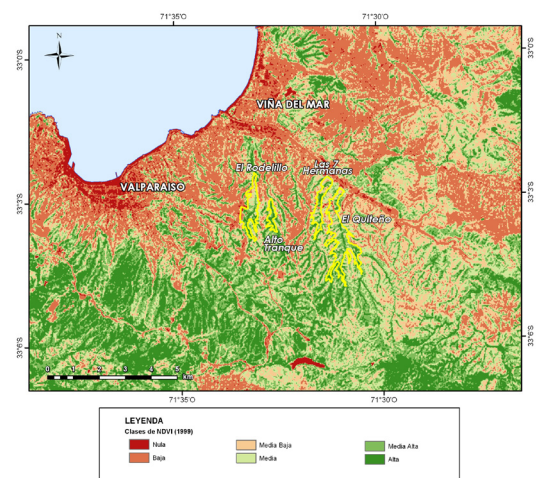 71°35'O
71°30'O
33°0'S
33°0'S
N
VIÑA DEL MAR
Las 7
Hermanas
El Rodelillo
VALPARAISO
33°3'S
33°3'S
El Quiteño
Alto
Tranque
33°6'S
33°6'S
0 1 2 3 4 5
Km
71°35'O
71°30'O
LEYENDA
Clases de NDVI (1999)
Nula
Media Baja
Media Alta
Baja
Media
Alta